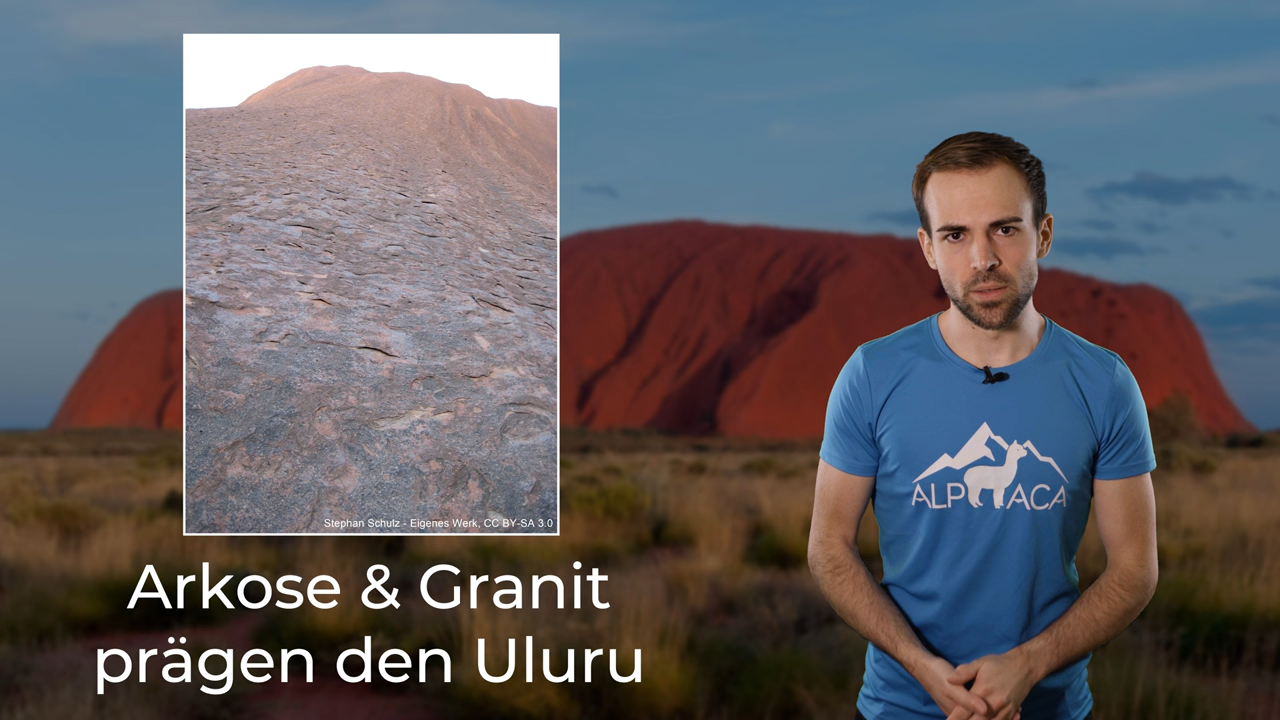 Stephan Schulz - Eigenes Werk, CC BY-SA 3.0
Arkose & Granit
prägen den Uluru
ALPACA